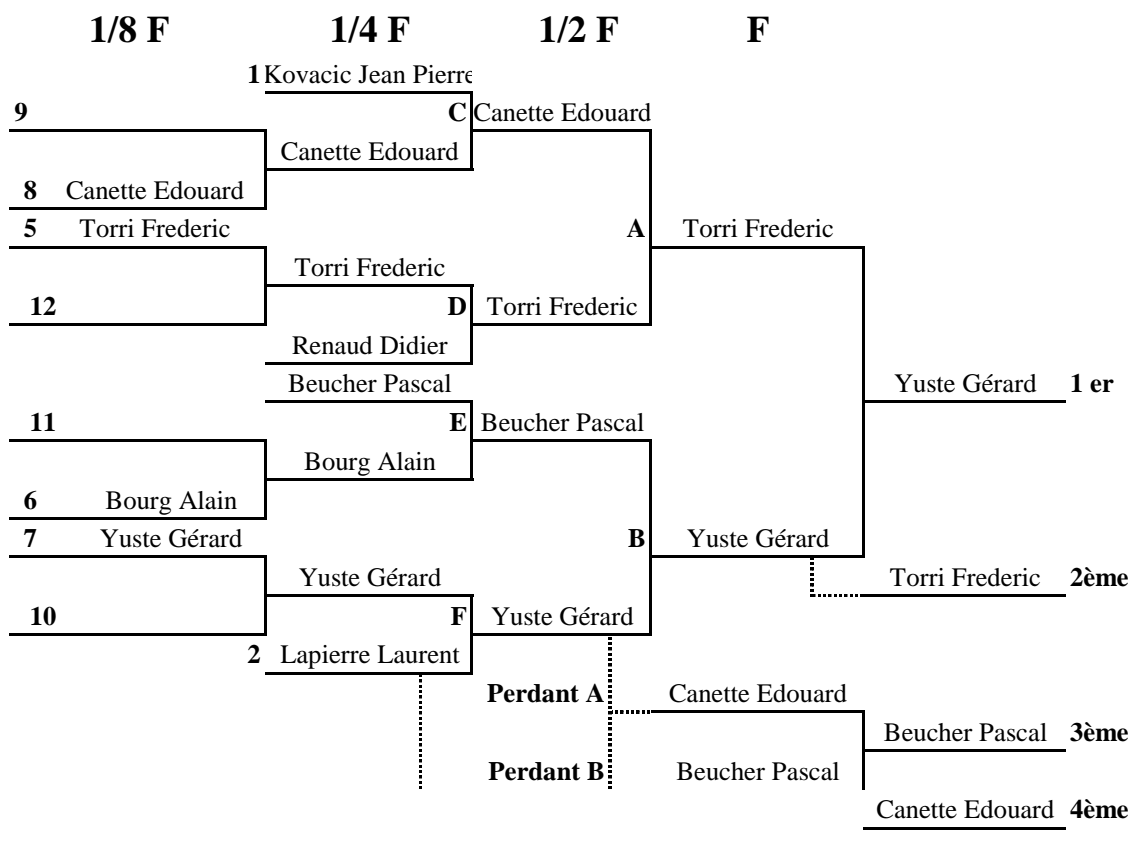 1/8 F 1/4 F 1/2 F F
1 Kovacic Jean Pierre
9 C Canette Edouard
Canette Edouard
8 Canette Edouard
5 Torri Frederic A Torri Frederic
Torri Frederic
12 D Torri Frederic
Renaud Didier
Beucher Pascal Yuste Gérard 1 er
11 E Beucher Pascal
Bourg Alain
6 Bourg Alain
7 Yuste Gérard B Yuste Gérard
Yuste Gérard Torri Frederic 2ème
10 F Yuste Gérard
2 Lapierre Laurent
Perdant A Canette Edouard
Beucher Pascal 3ème
Perdant B Beucher Pascal
Canette Edouard 4ème